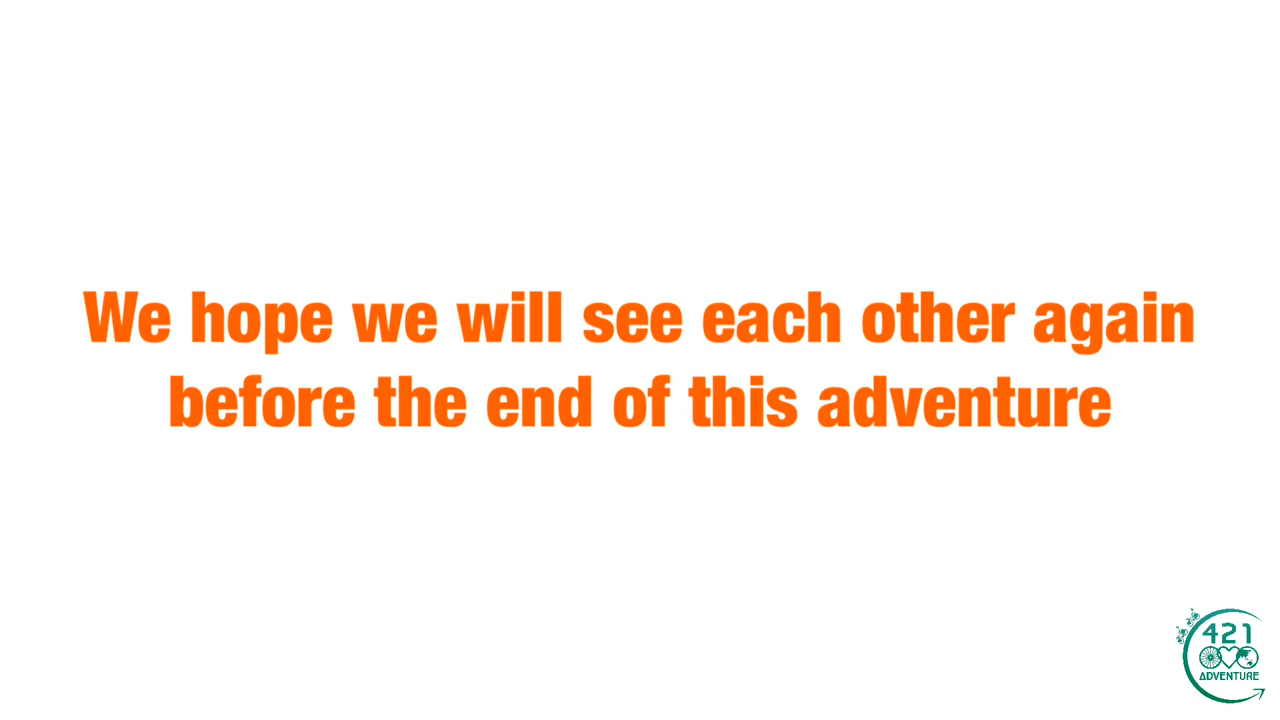 We hope we will see each other again
before the end of this adventure
421
ADVENTURE